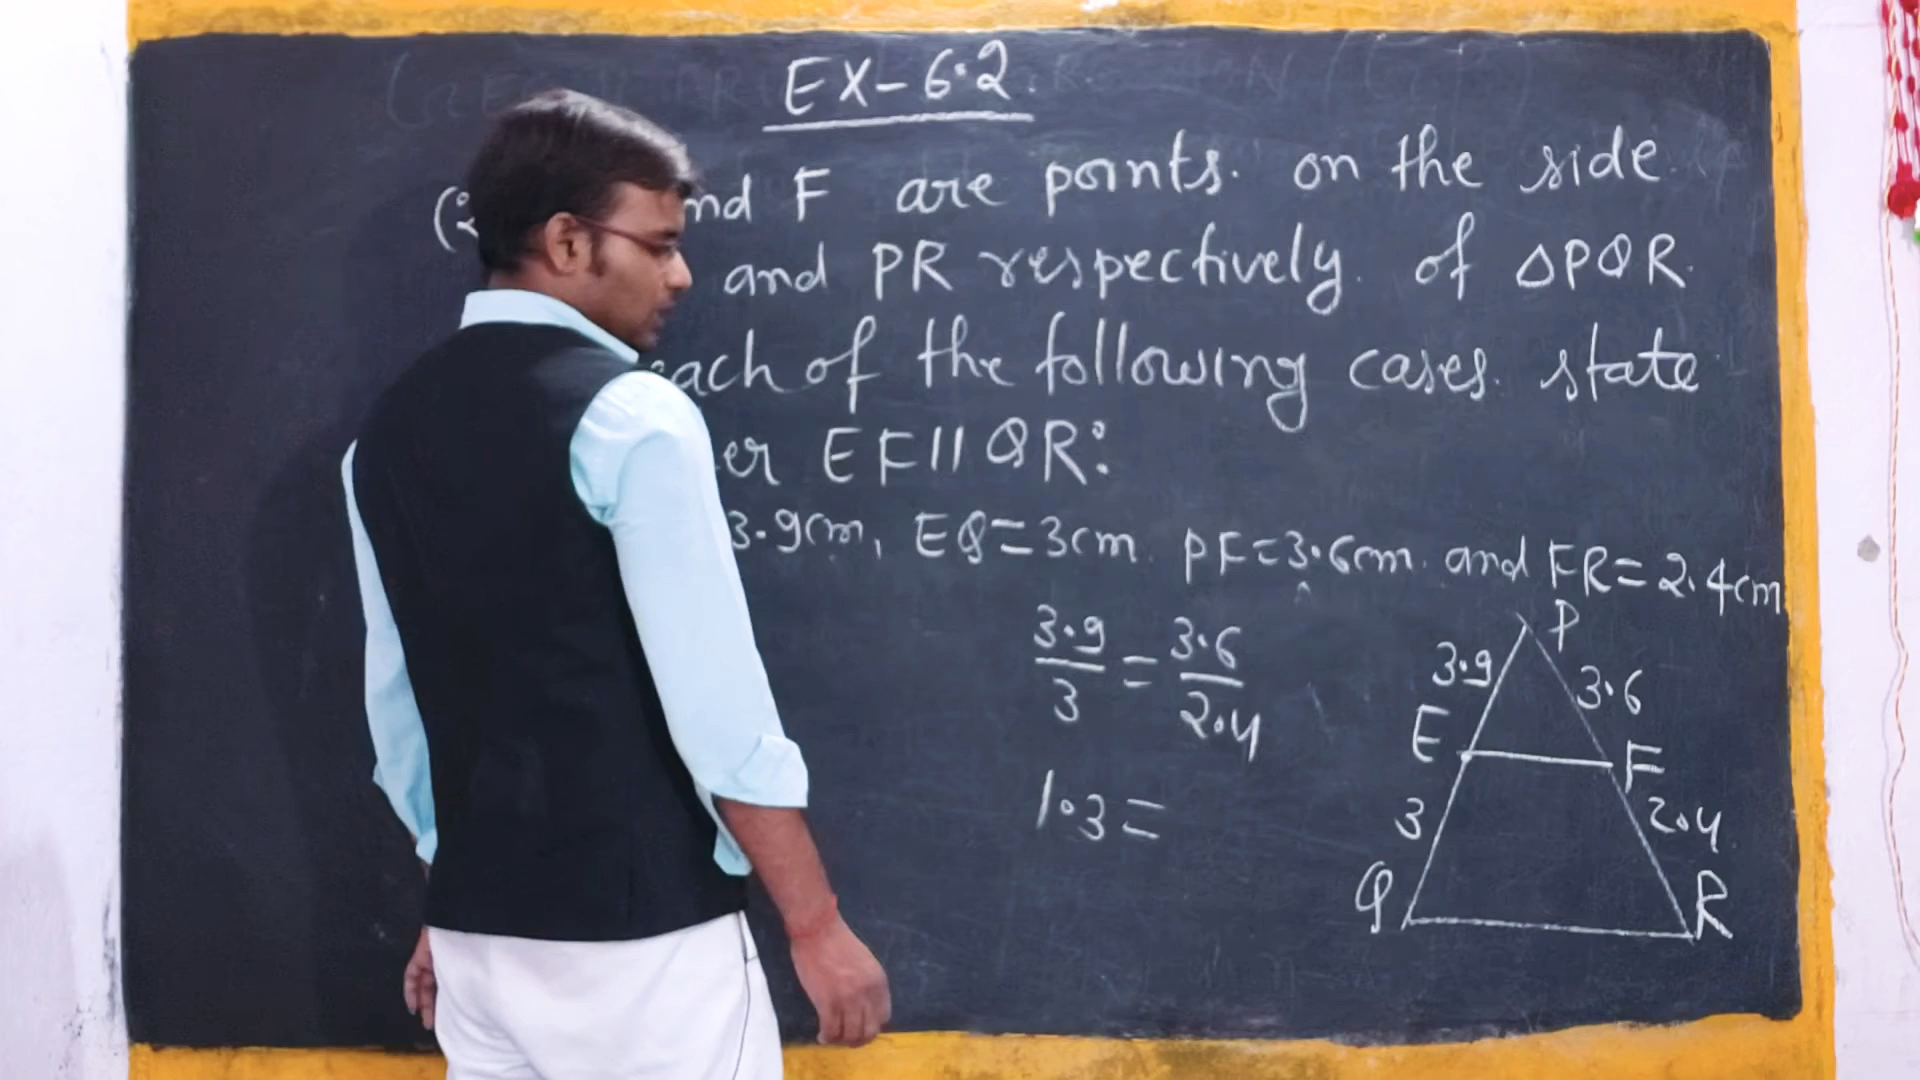 EX-6.2.
nd F are points. on the side
and PR respectively. of △PQR.
each of the following cases. state
er EF||QR:
3.9cm, EQ=3cm. PF=3.6cm. and FR=2.4cm
3.9/3 = 3.6/2.4
1.3=
P
3.9
3.6
E
F
3
2.4
Q
R